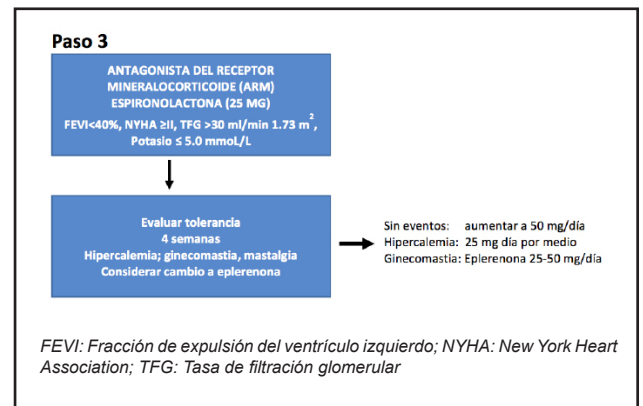 Paso 3
ANTAGONISTA DEL RECEPTOR
MINERALOCORTICOIDE (ARM)
ESPIRONOLACTONA (25 MG)
FEVI<40%, NYHA ≥II, TFG >30 ml/min 1.73 m²,
Potasio ≤ 5.0 mmoL/L
Evaluar tolerancia
4 semanas
Hipercalemia; ginecomastia, mastalgia
Considerar cambio a eplerenona
Sin eventos: aumentar a 50 mg/día
Hipercalemia: 25 mg día por medio
Ginecomastia: Eplerenona 25-50 mg/día
FEVI: Fracción de expulsión del ventrículo izquierdo; NYHA: New York Heart
Association; TFG: Tasa de filtración glomerular